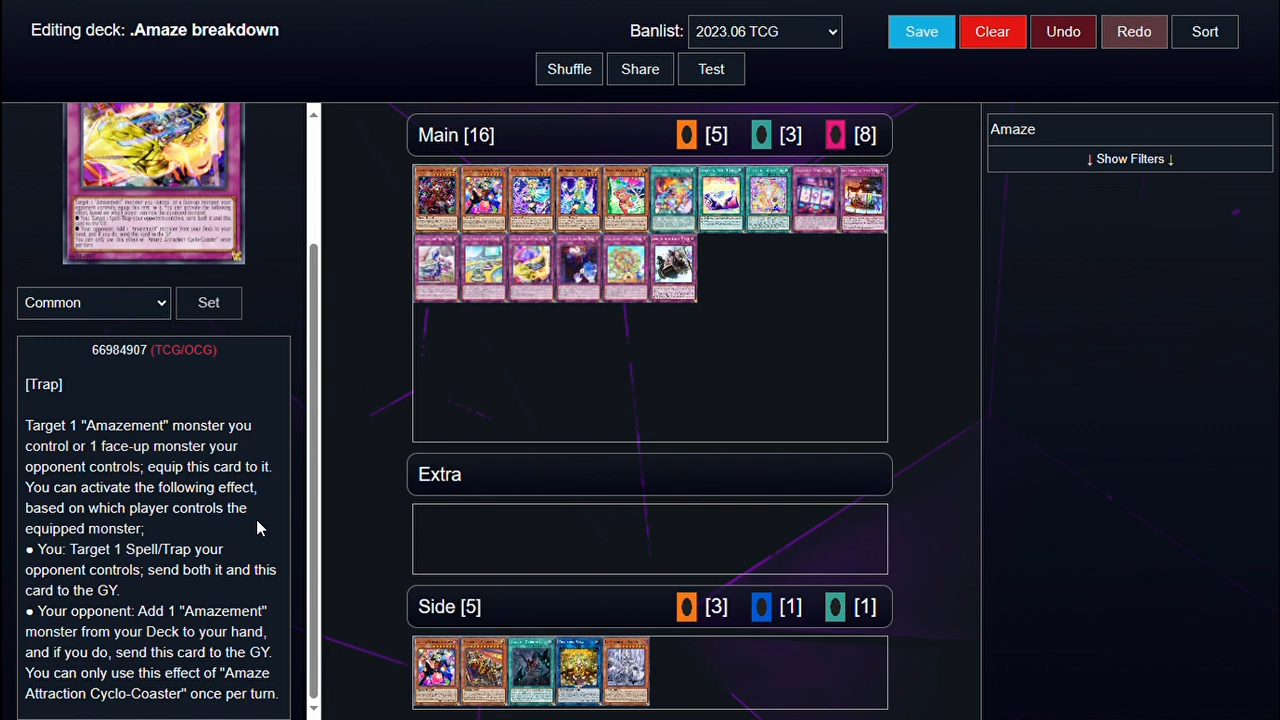 Editing deck: .Amaze breakdown
Banlist: 2023.06 TCG
Save
Clear
Undo
Redo
Sort
Shuffle
Share
Test
Common
Set
66984907 (TCG/OCG)
[Trap]
Target 1 "Amazement" monster you
control or 1 face-up monster your
opponent controls; equip this card to it.
You can activate the following effect,
based on which player controls the
equipped monster;
● You: Target 1 Spell/Trap your
opponent controls; send both it and this
card to the GY.
● Your opponent: Add 1 "Amazement"
monster from your Deck to your hand,
and if you do, send this card to the GY.
You can only use this effect of "Amaze
Attraction Cyclo-Coaster" once per turn.
Main [16]
[5]
[3]
[8]
Extra
Side [5]
[3]
[1]
[1]
Amaze
↓ Show Filters ↓